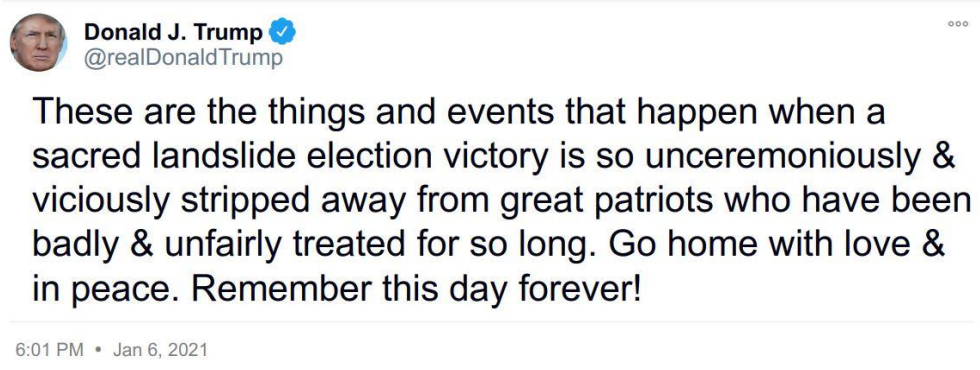 Donald J. Trump
@realDonaldTrump
These are the things and events that happen when a
sacred landslide election victory is so unceremoniously &
viciously stripped away from great patriots who have been
badly & unfairly treated for so long. Go home with love &
in peace. Remember this day forever!
6:01 PM • Jan 6, 2021